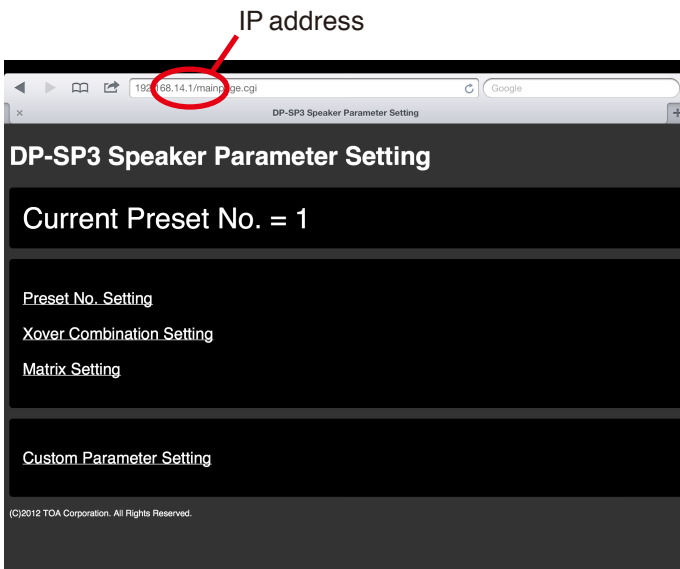 IP address
192.168.14.1/mainpage.cgi
Google
× DP-SP3 Speaker Parameter Setting +
DP-SP3 Speaker Parameter Setting
Current Preset No. = 1
Preset No. Setting
Xover Combination Setting
Matrix Setting
Custom Parameter Setting
(C)2012 TOA Corporation. All Rights Reserved.